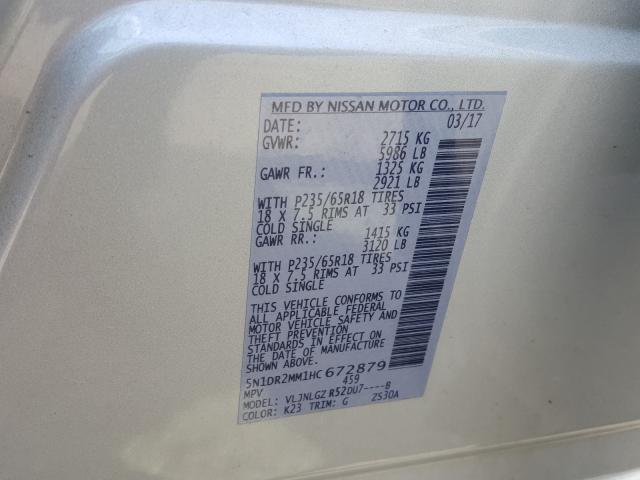 MFD BY NISSAN MOTOR CO., LTD.
DATE: 03/17
GVWR: 2715 KG
5986 LB
GAWR FR.: 1325 KG
2921 LB
WITH P235/65R18 TIRES
18 X 7.5 RIMS AT 33 PSI
COLD SINGLE
GAWR RR.: 1415 KG
3120 LB
WITH P235/65R18 TIRES
18 X 7.5 RIMS AT 33 PSI
COLD SINGLE
THIS VEHICLE CONFORMS TO
ALL APPLICABLE FEDERAL
MOTOR VEHICLE SAFETY AND
THEFT PREVENTION
STANDARDS IN EFFECT ON
THE DATE OF MANUFACTURE
SHOWN ABOVE.
5N1DR2MM1HC672879
MPV 459
MODEL: VLJNLGZ R52DU7----B
COLOR: K23 TRIM: G ZS30A